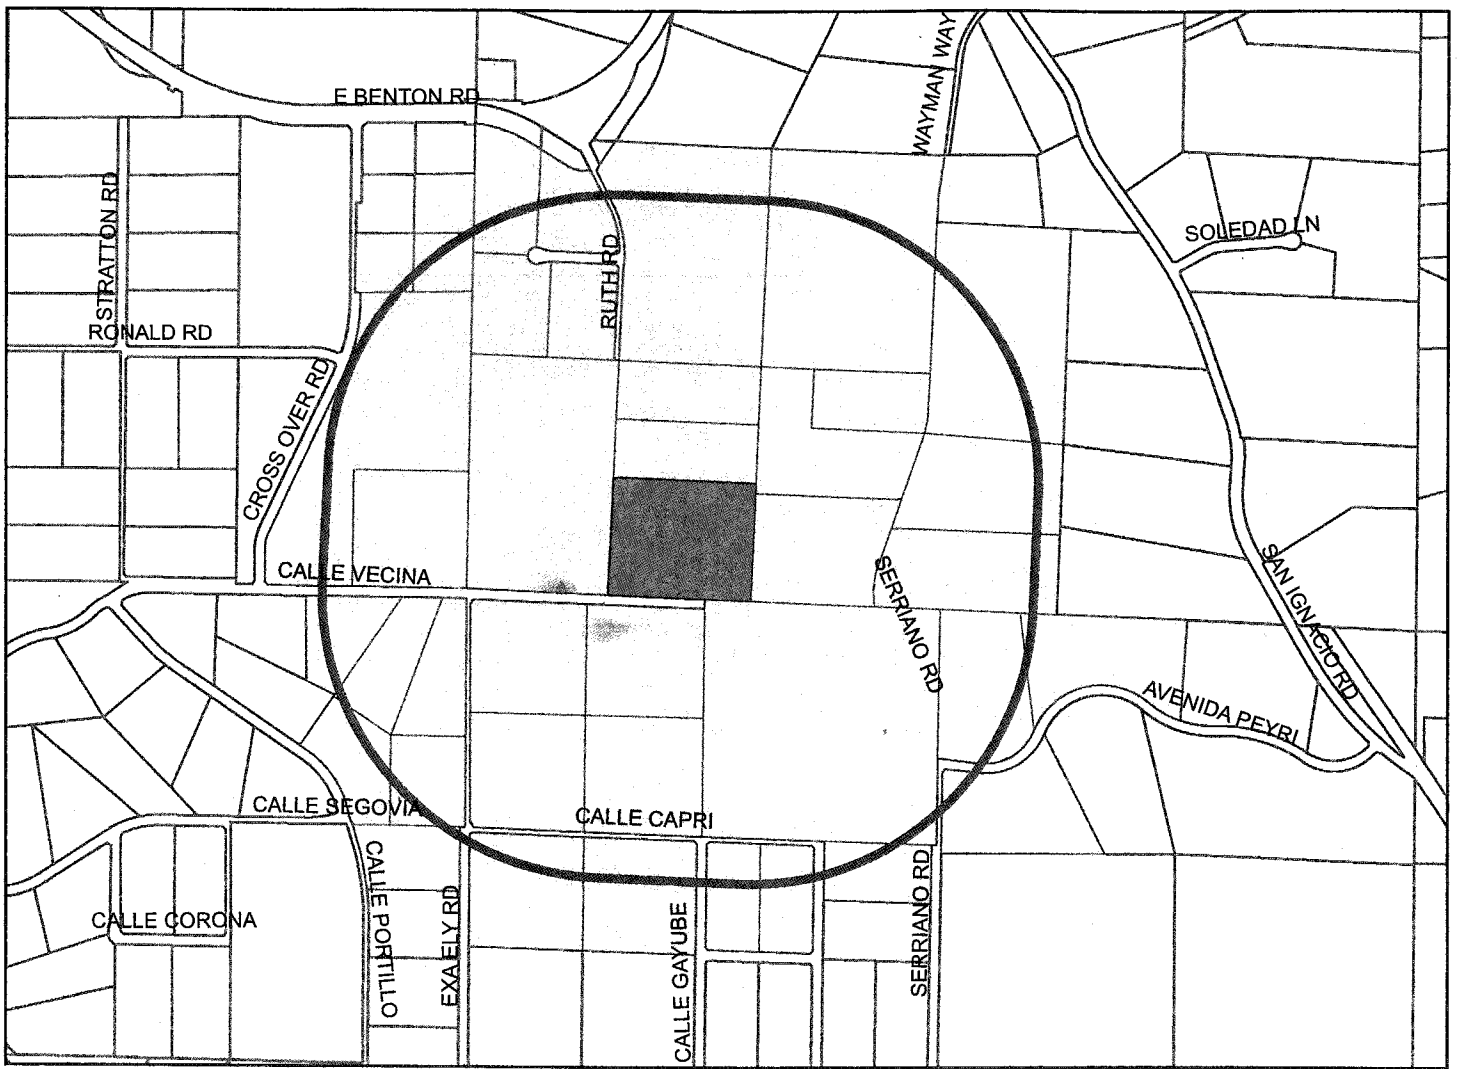 WAYMAN WAY
E BENTON RD
STRATTON RD
SOLEDAD LN
RUTH RD
RONALD RD
CROSS OVER RD
CALLE VECINA
SERRIANO RD
SAN IGNACIO RD
AVENIDA PEYRI
CALLE SEGOVIA
CALLE CAPRI
CALLE PORTILLO
EXA ELY RD
CALLE GAYUBE
SERRIANO RD
CALLE CORONA